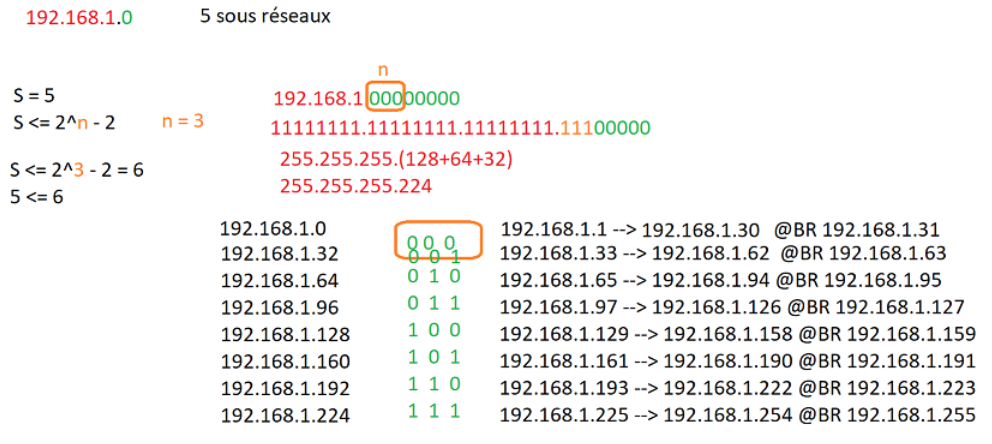 192.168.1.0 5 sous réseaux
n
S = 5
S <= 2^n - 2 n = 3
192.168.1.00000000
11111111.11111111.11111111.11100000
S <= 2^3 - 2 = 6
5 <= 6
255.255.255.(128+64+32)
255.255.255.224
192.168.1.0 0 0 0 192.168.1.1 --> 192.168.1.30 @BR 192.168.1.31
192.168.1.32 0 0 1 192.168.1.33 --> 192.168.1.62 @BR 192.168.1.63
192.168.1.64 0 1 0 192.168.1.65 --> 192.168.1.94 @BR 192.168.1.95
192.168.1.96 0 1 1 192.168.1.97 --> 192.168.1.126 @BR 192.168.1.127
192.168.1.128 1 0 0 192.168.1.129 --> 192.168.1.158 @BR 192.168.1.159
192.168.1.160 1 0 1 192.168.1.161 --> 192.168.1.190 @BR 192.168.1.191
192.168.1.192 1 1 0 192.168.1.193 --> 192.168.1.222 @BR 192.168.1.223
192.168.1.224 1 1 1 192.168.1.225 --> 192.168.1.254 @BR 192.168.1.255